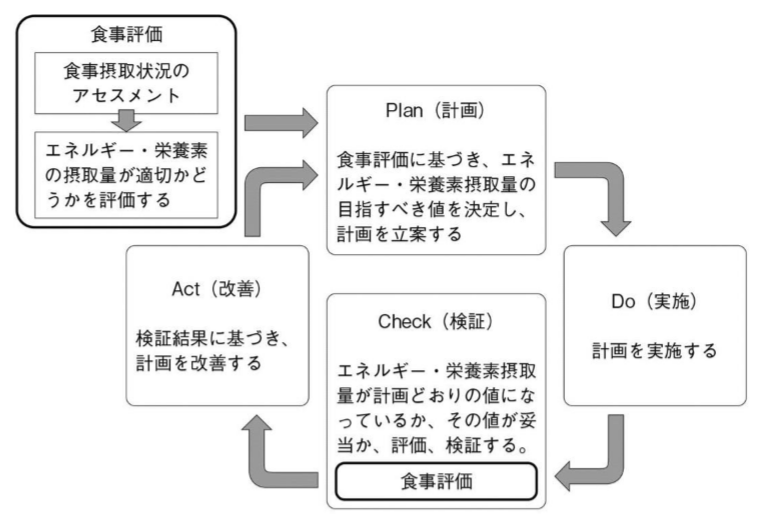 食事評価
食事摂取状況の
アセスメント
エネルギー・栄養素
の摂取量が適切かど
うかを評価する
Plan（計画）
食事評価に基づき、エネ
ルギー・栄養素摂取量の
目指すべき値を決定し、
計画を立案する
Do（実施）
計画を実施する
Check（検証）
エネルギー・栄養素摂取
量が計画どおりの値にな
っているか、その値が妥
当か、評価、検証する。
食事評価
Act（改善）
検証結果に基づき、
計画を改善する